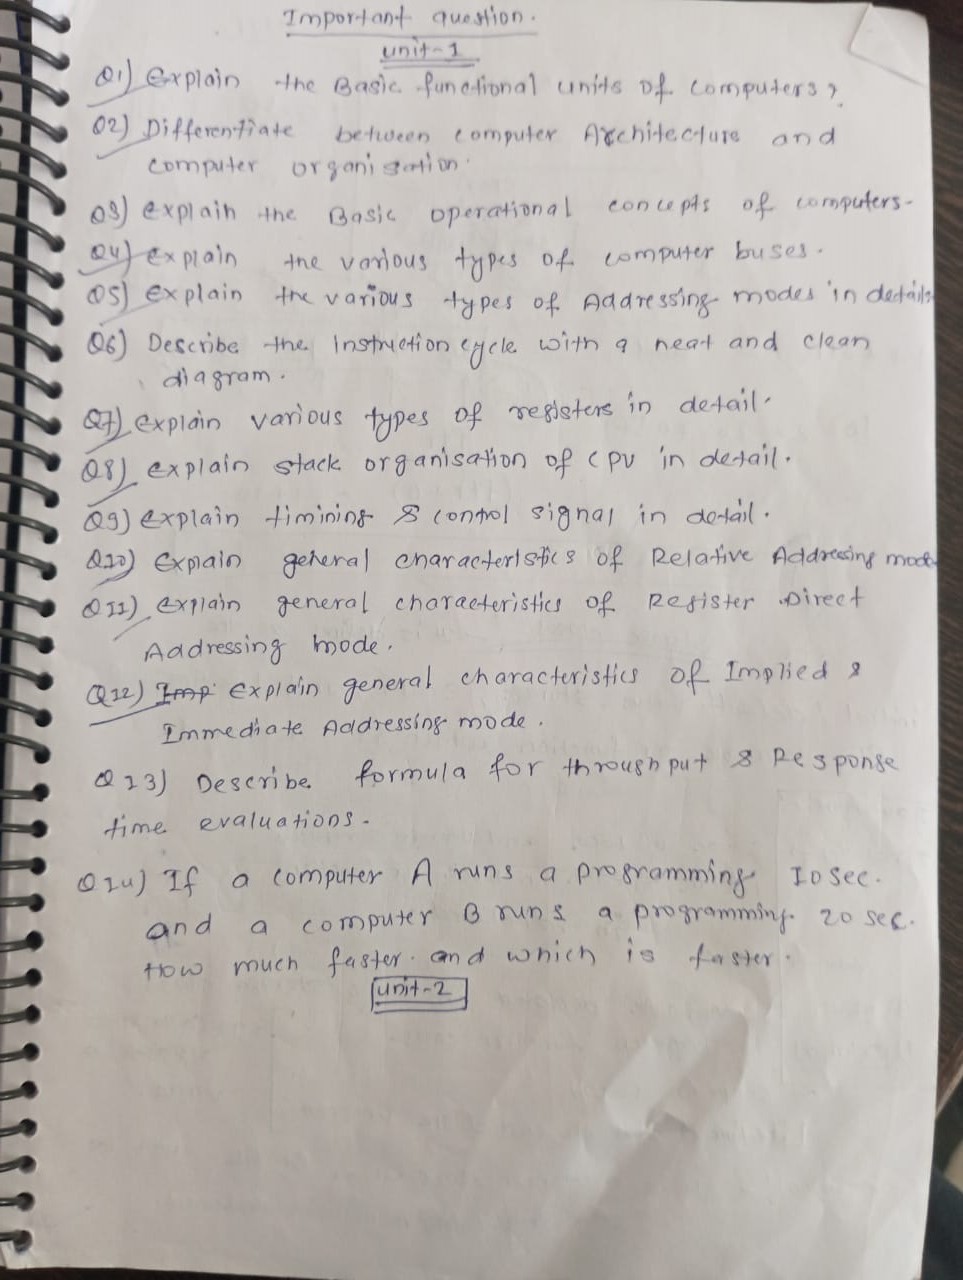 Important question.
unit-1
Q1) Explain the Basic functional units of computers?
Q2) Differentiate between computer Architecture and
computer organisation.
Q3) explain the Basic operational concepts of computers.
Q4) explain the various types of computer buses.
Q5) explain the various types of Addressing modes in details
Q6) Describe the Instruction cycle with a neat and clean
diagram.
Q7) explain various types of registers in detail.
Q8) explain stack organisation of CPU in detail.
Q9) explain timining & control signal in detail.
Q10) Explain general characteristics of Relative Addressing mode
Q11) explain general characteristics of Register Direct
Addressing mode.
Q12) Imp explain general characteristics of Implied &
Immediate Addressing mode.
Q13) Describe formula for throughput & Response
time evaluations.
Q14) If a computer A runs a programming 10 sec.
and a computer B runs a programming 20 sec.
How much faster and which is faster.
unit-2